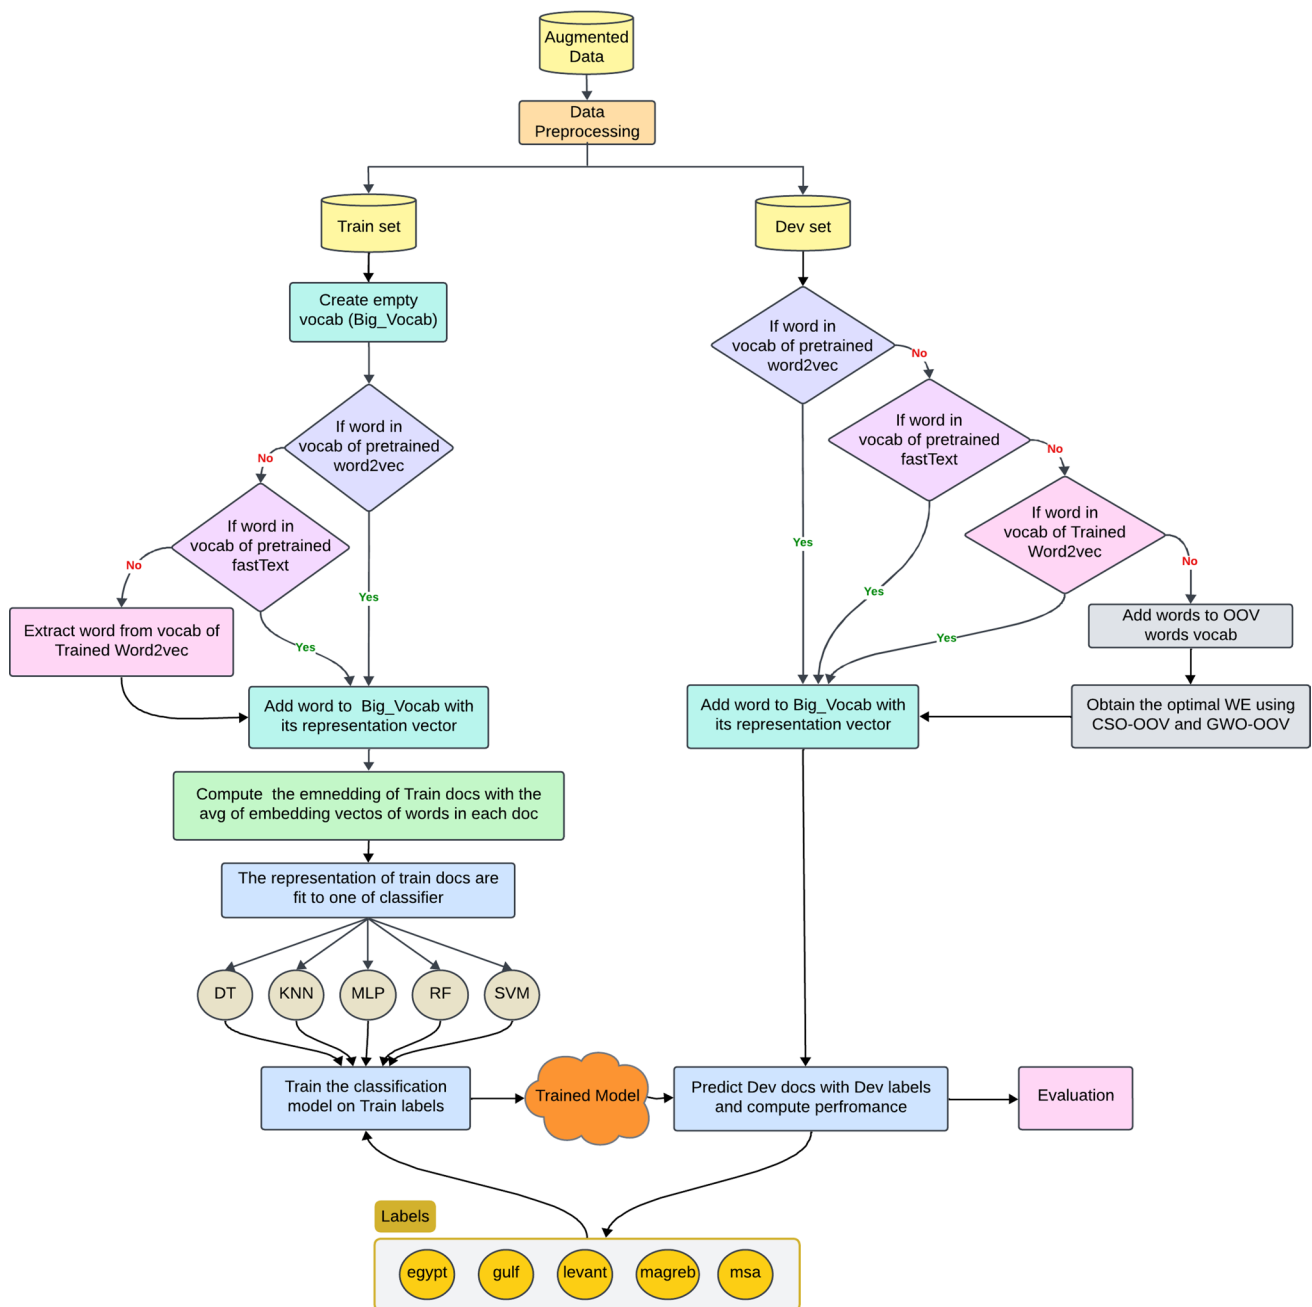 Augmented
Data
Data
Preprocessing
Train set
Dev set
Create empty
vocab (Big_Vocab)
If word in
vocab of pretrained
word2vec
No
If word in
vocab of pretrained
word2vec
No
If word in
vocab of pretrained
fastText
No
If word in
vocab of pretrained
fastText
No
If word in
vocab of Trained
Word2vec
No
Yes
Yes
Yes
Yes
Yes
Extract word from vocab of
Trained Word2vec
Add words to OOV
words vocab
Add word to  Big_Vocab with
its representation vector
Add word to Big_Vocab with
its representation vector
Obtain the optimal WE using
CSO-OOV and GWO-OOV
Compute  the emnedding of Train docs with the
avg of embedding vectos of words in each doc
The representation of train docs are
fit to one of classifier
DT
KNN
MLP
RF
SVM
Train the classification
model on Train labels
Trained Model
Predict Dev docs with Dev labels
and compute perfromance
Evaluation
Labels
egypt
gulf
levant
magreb
msa